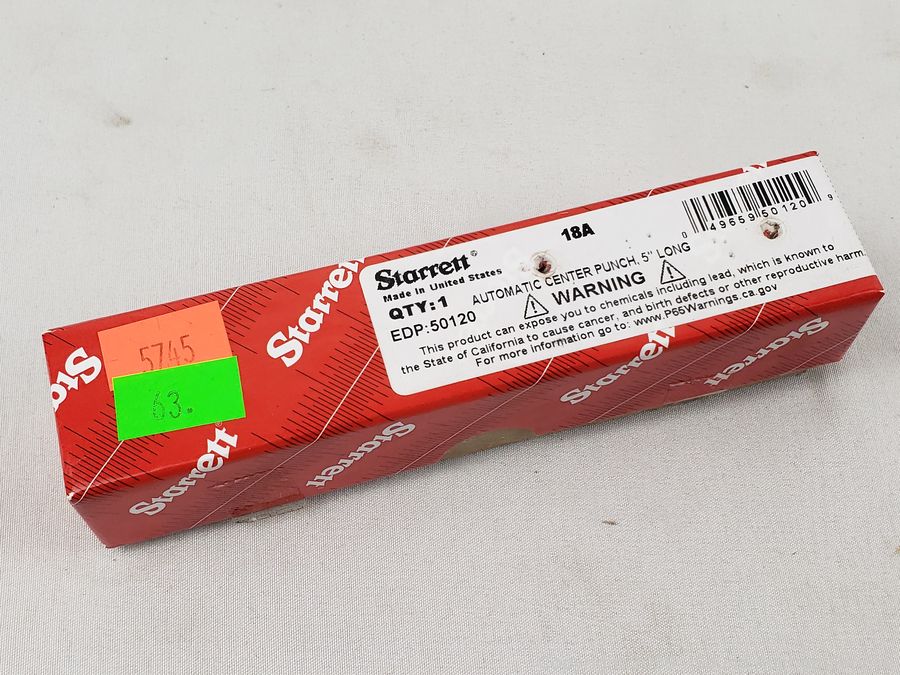 18A
0 49659 50120 9
Starrett®
Made in United States
QTY: 1
AUTOMATIC CENTER PUNCH, 5" LONG
EDP:50120
WARNING
This product can expose you to chemicals including lead, which is known to
the State of California to cause cancer, and birth defects or other reproductive harm.
For more information go to: www.P65Warnings.ca.gov
Starrett
5745
63.
Starrett
Starrett
Starrett
Starrett